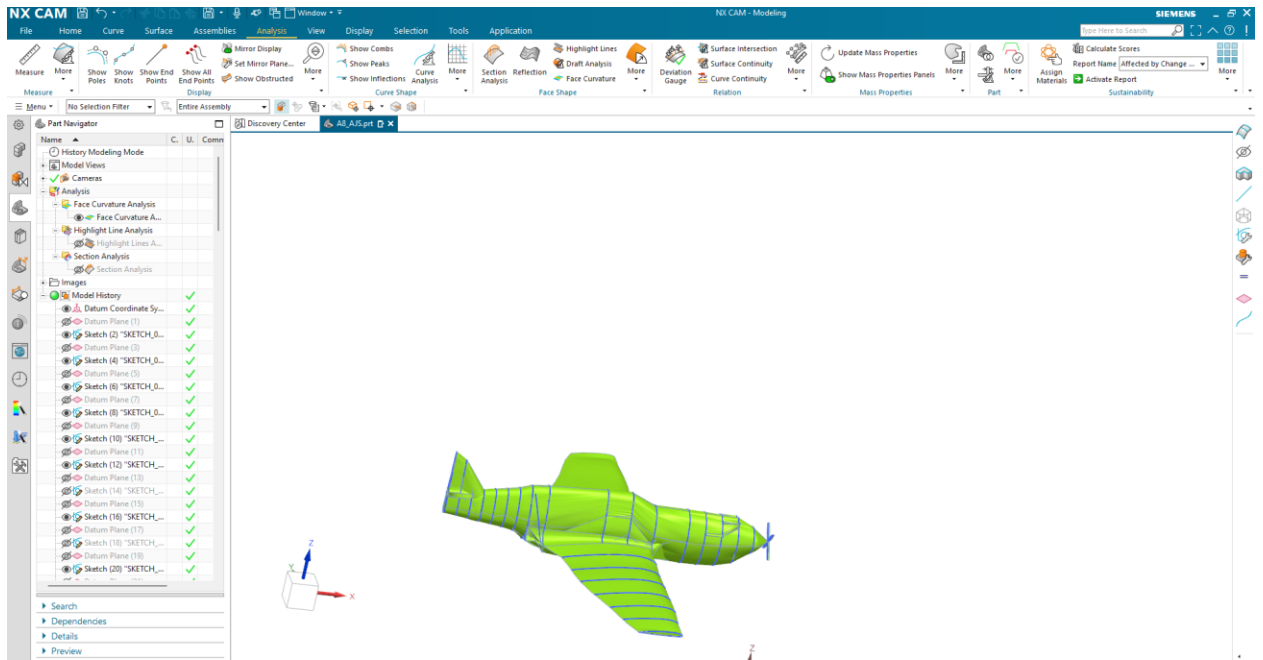 NX CAM Window NX CAM - Modeling SIEMENS
File Home Curve Surface Assemblies Analysis View Display Selection Tools Application Type Here to Search
Measure More Show Poles Show Knots Show End Points Show All End Points Mirror Display Set Mirror Plane... Show Obstructed More Show Combs Show Peaks Show Inflections Curve Analysis More Section Analysis Reflection Highlight Lines Draft Analysis Face Curvature More Deviation Gauge Surface Intersection Surface Continuity Curve Continuity More Update Mass Properties Show Mass Properties Panels More More Assign Materials Calculate Scores Report Name Affected by Change ... Activate Report More
Measure Display Curve Shape Face Shape Relation Mass Properties Part Sustainability
Menu No Selection Filter Entire Assembly
Part Navigator Discovery Center A8_AJS.prt
Name C. U. Comn
History Modeling Mode
Model Views
Cameras
Analysis
Face Curvature Analysis
Face Curvature A...
Highlight Line Analysis
Highlight Lines A...
Section Analysis
Section Analysis
Images
Model History
Datum Coordinate Sy...
Datum Plane (1)
Sketch (2) "SKETCH_0...
Datum Plane (3)
Sketch (4) "SKETCH_0...
Datum Plane (5)
Sketch (6) "SKETCH_0...
Datum Plane (7)
Sketch (8) "SKETCH_0...
Datum Plane (9)
Sketch (10) "SKETCH_...
Datum Plane (11)
Sketch (12) "SKETCH_...
Datum Plane (13)
Sketch (14) "SKETCH_...
Datum Plane (15)
Sketch (16) "SKETCH_...
Datum Plane (17)
Sketch (18) "SKETCH_...
Datum Plane (19)
Sketch (20) "SKETCH_...
Search
Dependencies
Details
Preview
Z
Y
X
Z